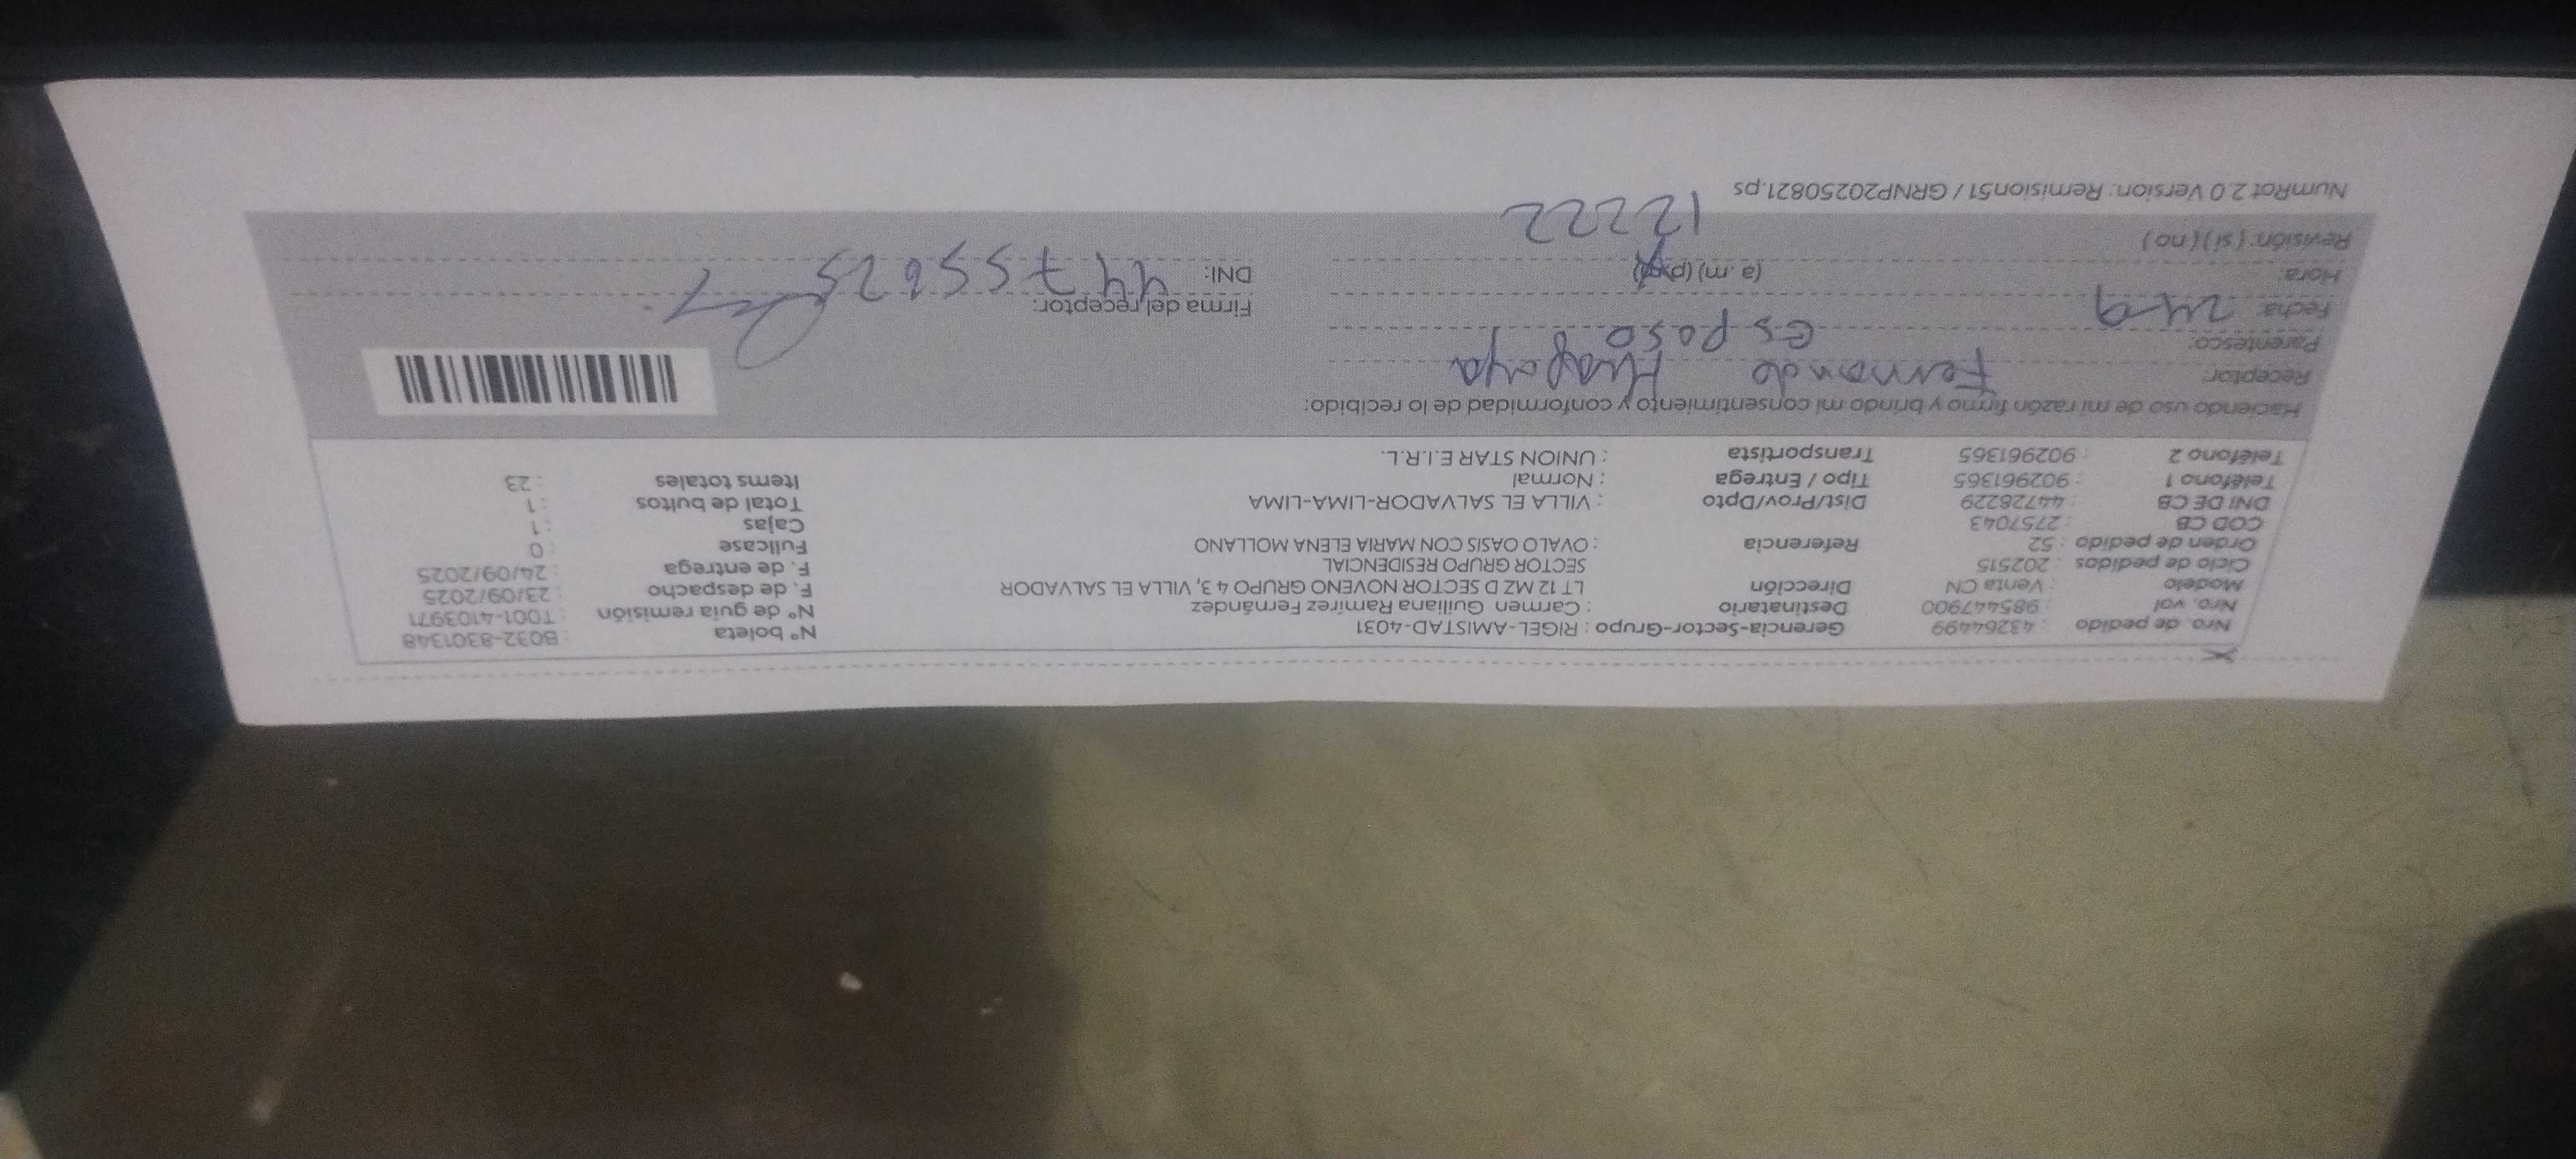 Nro. de pedido : 43264499 Gerencia-Sector-Grupo : RIGEL-AMISTAD-4031 N° boleta : B032-8301348
Nro. vol : 985447900 Destinatario : Carmen Guiliana Ramírez Fernández N° de guía remisión : T001-4103971
Modelo : Venta CN Dirección LT 12 MZ D SECTOR NOVENO GRUPO 4 3, VILLA EL SALVADOR F. de despacho : 23/09/2025
Ciclo de pedidos : 202515 SECTOR GRUPO RESIDENCIAL F. de entrega : 24/09/2025
Orden de pedido : 52 Referencia : OVALO OASIS CON MARIA ELENA MOLLANO Fullcase : 0
COD CB : 2757043 Cajas : 1
DNI DE CB : 44728229 Dist/Prov/Dpto : VILLA EL SALVADOR-LIMA-LIMA Total de bultos : 1
Teléfono 1 : 902961365 Tipo / Entrega : Normal Items totales : 23
Teléfono 2 : 902961365 Transportista : UNION STAR E.I.R.L.
Haciendo uso de mi razón firmo y brindo mi consentimiento y conformidad de lo recibido:
Receptor: Fernando Huapaya
Parentesco: esposo
Fecha: 24-9 Firma del receptor:
Hora: (a.m) (p.m) DNI: 44755625
Revisión: (si) (no) 12222
NumRot 2.0 Version: Remision51 / GRNP20250821.ps